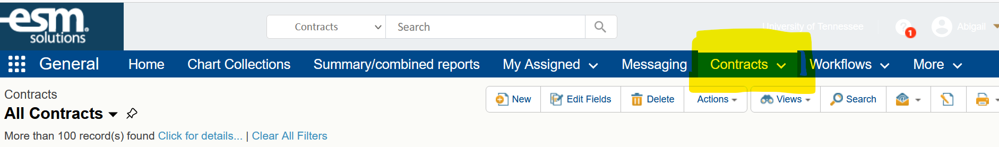 esm
solutions
Contracts
Search
University of Tennessee
?
1
Abigail
General
Home
Chart Collections
Summary/combined reports
My Assigned
Messaging
Contracts
Workflows
More
Contracts
New
Edit Fields
Delete
Actions
Views
Search
All Contracts
More than 100 record(s) found Click for details... | Clear All Filters